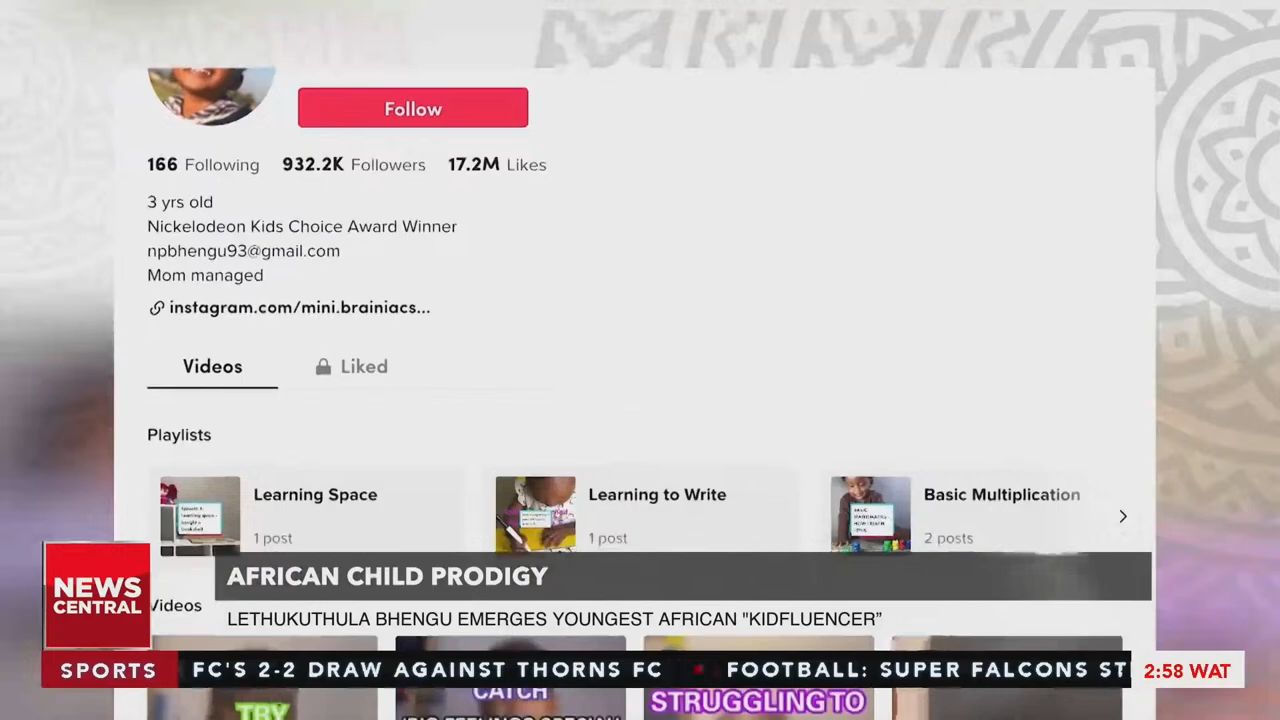 Follow
166 Following 932.2K Followers 17.2M Likes
3 yrs old
Nickelodeon Kids Choice Award Winner
npbhengu93@gmail.com
Mom managed
instagram.com/mini.brainiacs...
Videos Liked
Playlists
Learning Space
1 post
Learning to Write
1 post
Basic Multiplication
2 posts
Videos
NEWS
CENTRAL
AFRICAN CHILD PRODIGY
LETHUKUTHULA BHENGU EMERGES YOUNGEST AFRICAN "KIDFLUENCER”
SPORTS FC'S 2-2 DRAW AGAINST THORNS FC FOOTBALL: SUPER FALCONS ST 2:58 WAT
TRY
CATCH
STRUGGLING TO